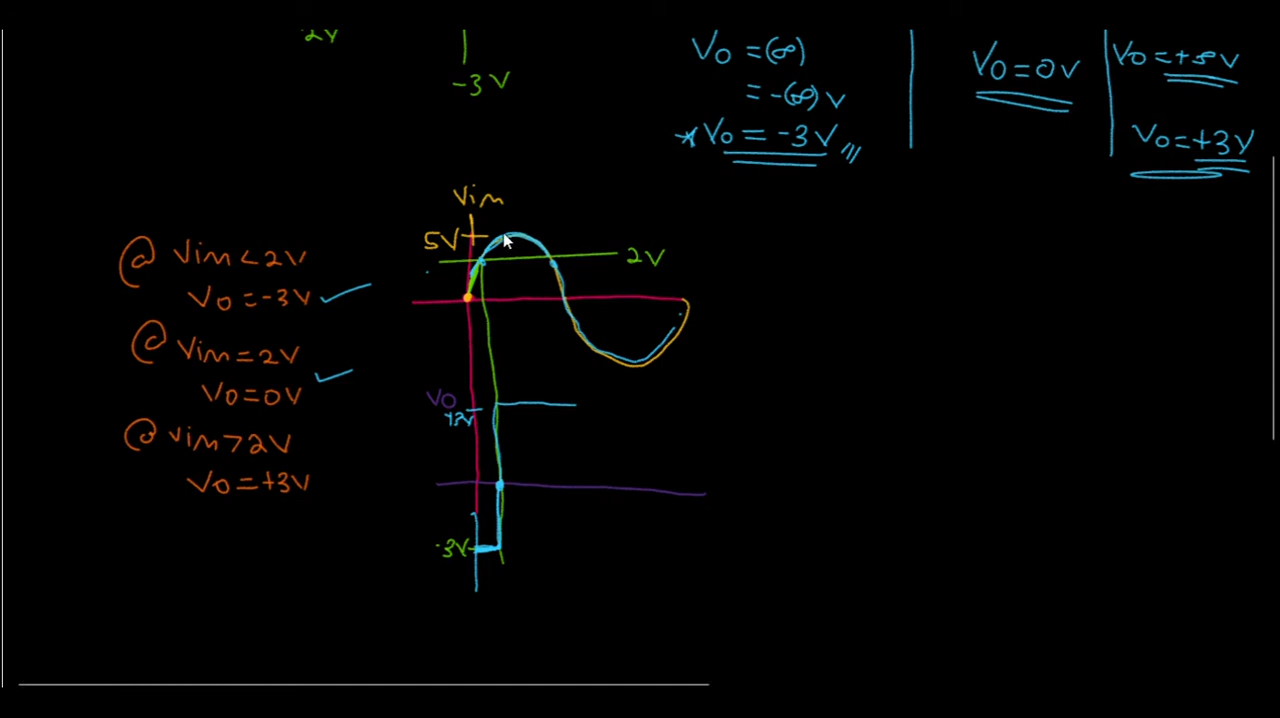 -3V
Vo = (∞)
= -(∞) V
*Vo = -3V
Vo = 0V
Vo = +∞ V
Vo = +3V
Vin
5V
2V
@ Vin < 2V
Vo = -3V ✓
@ Vin = 2V
Vo = 0V ✓
@ Vin > 2V
Vo = +3V
Vo
-3V